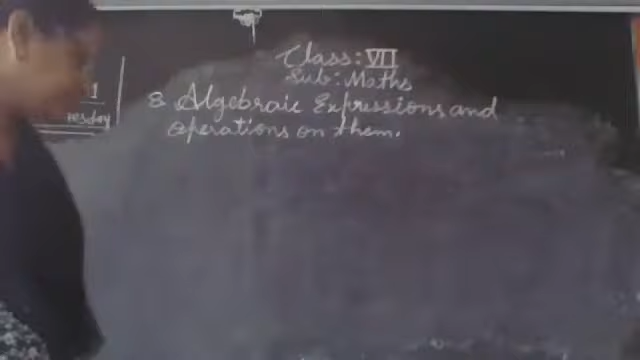 Class: VII
Sub: Maths
8 Algebraic Expressions and
operations on them.